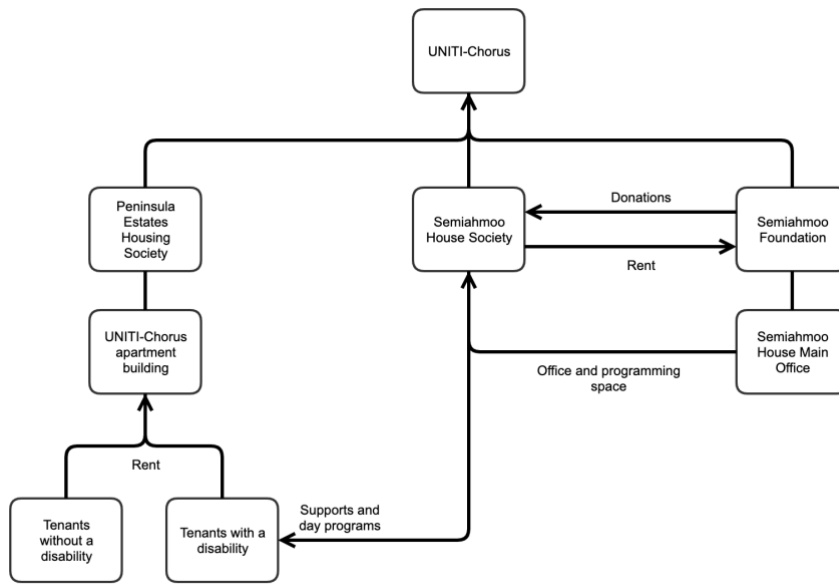 UNITI-Chorus
Peninsula
Estates
Housing
Society
Semiahmoo
House Society
Donations
Rent
Semiahmoo
Foundation
UNITI-Chorus
apartment
building
Semiahmoo
House Main
Office
Office and programming
space
Rent
Tenants
without a
disability
Tenants with a
disability
Supports and
day programs